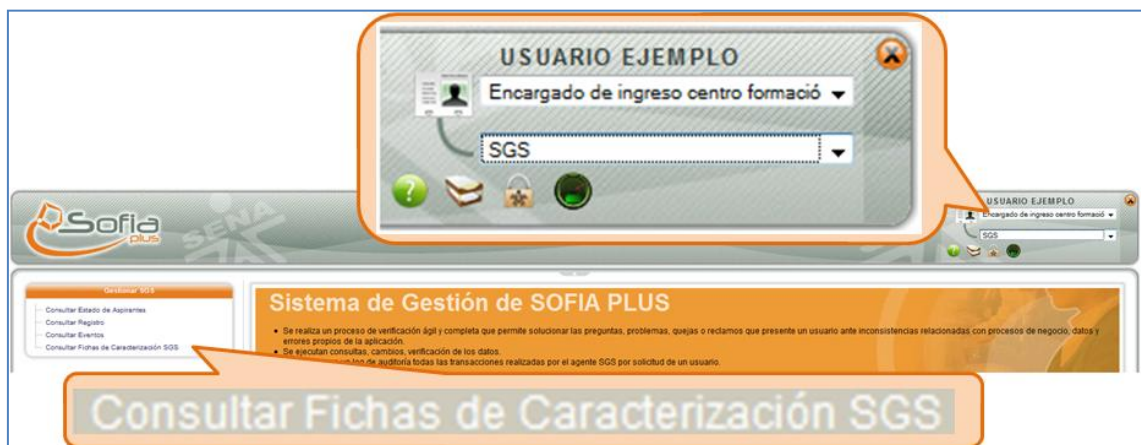 USUARIO EJEMPLO
Encargado de ingreso centro formació
SGS
Sofia
plus
SENA
USUARIO EJEMPLO
Encargado de ingreso centro formació
SGS
Gestionar SGS
Consultar Estado de Aspirantes
Consultar Registro
Consultar Eventos
Consultar Fichas de Caracterización SGS
Sistema de Gestión de SOFIA PLUS
Se realiza un proceso de verificación ágil y completa que permite solucionar las preguntas, problemas, quejas o reclamos que presente un usuario ante inconsistencias relacionadas con procesos de negocio, datos y
errores propios de la aplicación.
Se ejecutan consultas, cambios, verificación de los datos.
log de auditoría todas las transacciones realizadas por el agente SGS por solicitud de un usuario.
Consultar Fichas de Caracterización SGS